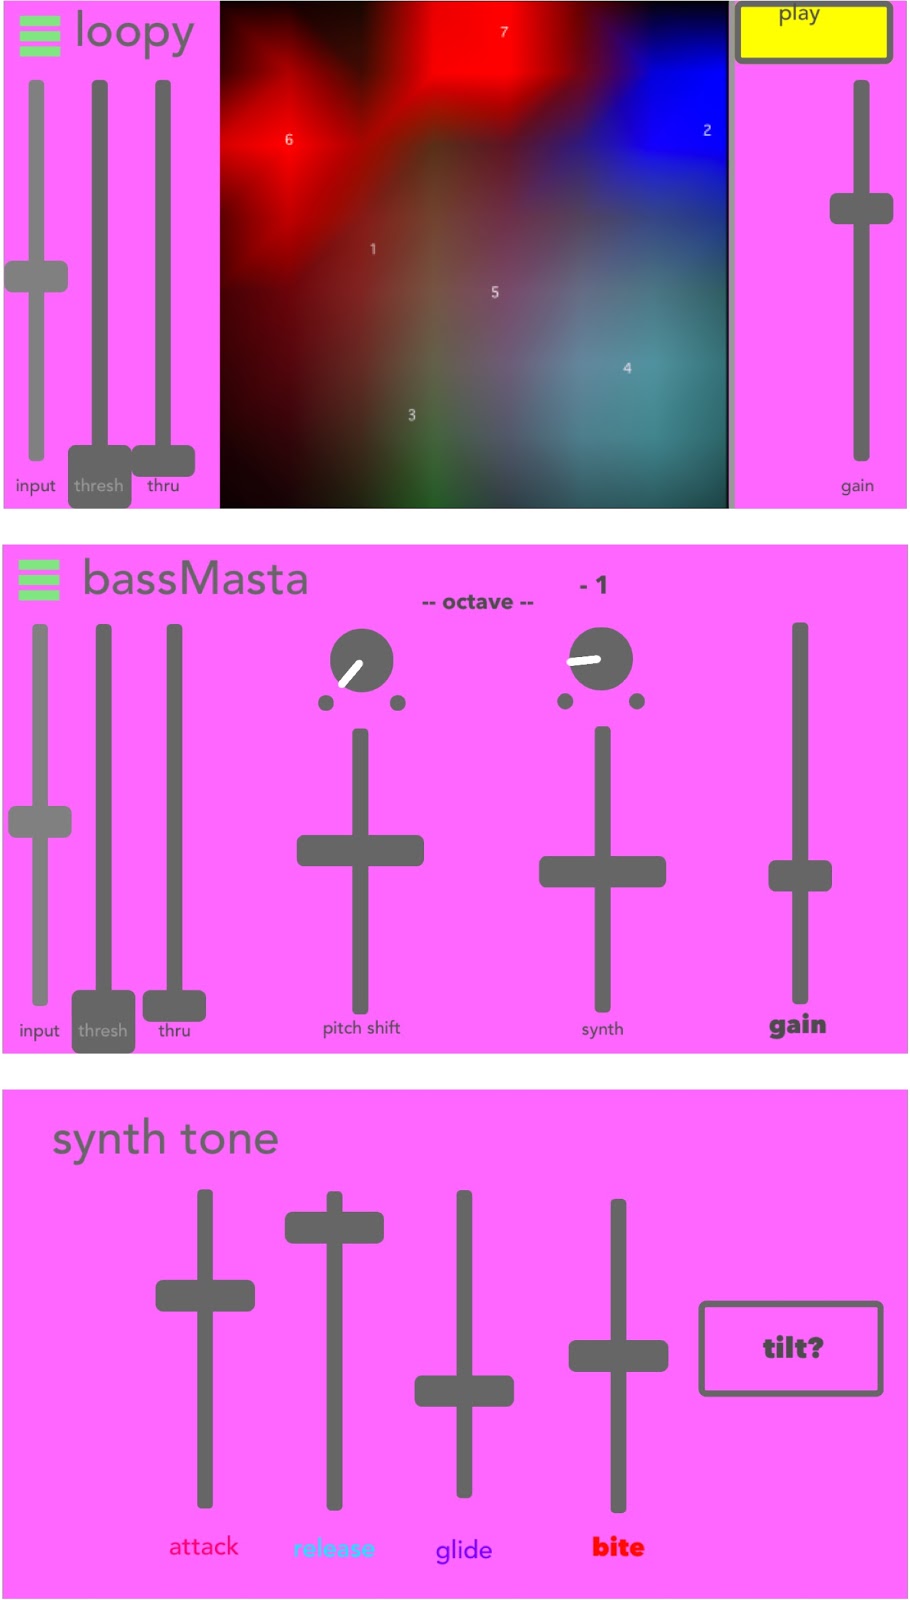 loopy
play
7
6
2
1
5
4
3
input
thresh
thru
gain
bassMasta
- 1
-- octave --
input
thresh
thru
pitch shift
synth
gain
synth tone
tilt?
attack
release
glide
bite